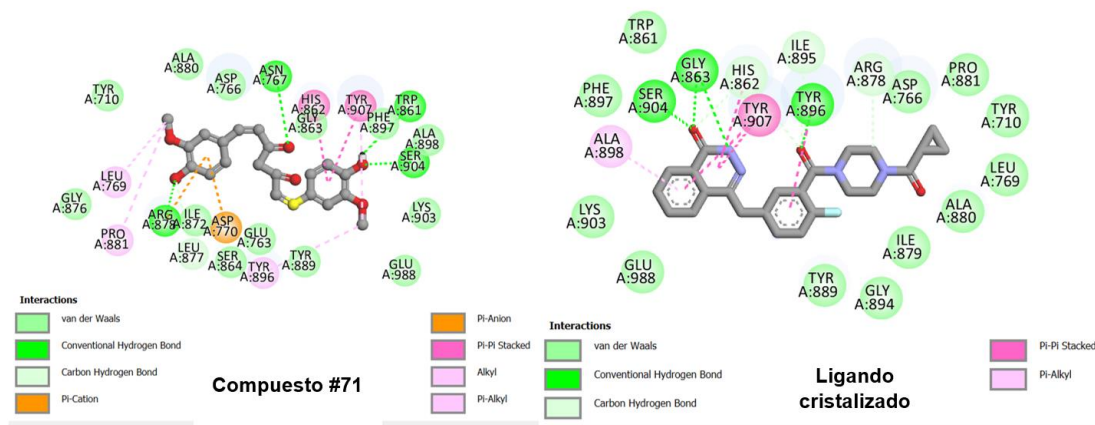 ALA
A:880
ASP
A:766
ASN
A:767
TYR
A:710
HIS
A:862
GLY
A:863
TYR
A:907
TRP
A:861
PHE
A:897
ALA
A:898
SER
A:904
LEU
A:769
GLY
A:876
ARG
A:878
ILE
A:872
ASP
A:770
GLU
A:763
LYS
A:903
PRO
A:881
LEU
A:877
SER
A:864
TYR
A:896
TYR
A:889
GLU
A:988
Interactions
van der Waals
Conventional Hydrogen Bond
Carbon Hydrogen Bond
Pi-Cation
Pi-Anion
Pi-Pi Stacked
Alkyl
Pi-Alkyl
Compuesto #71
TRP
A:861
ILE
A:895
GLY
A:863
HIS
A:862
ARG
A:878
ASP
A:766
PRO
A:881
PHE
A:897
SER
A:904
TYR
A:907
TYR
A:896
TYR
A:710
ALA
A:898
LEU
A:769
LYS
A:903
ALA
A:880
ILE
A:879
GLU
A:988
TYR
A:889
GLY
A:894
Interactions
van der Waals
Conventional Hydrogen Bond
Carbon Hydrogen Bond
Pi-Pi Stacked
Pi-Alkyl
Ligando
cristalizado